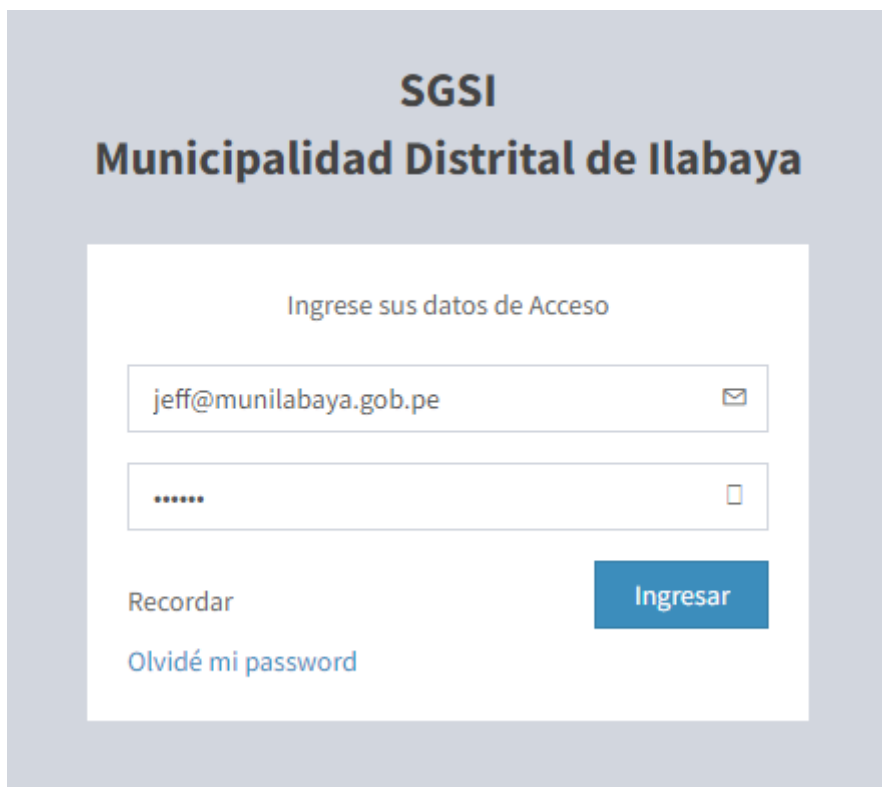 SGSI
Municipalidad Distrital de Ilabaya
Ingrese sus datos de Acceso
jeff@munilabaya.gob.pe
••••••
Recordar
Ingresar
Olvidé mi password